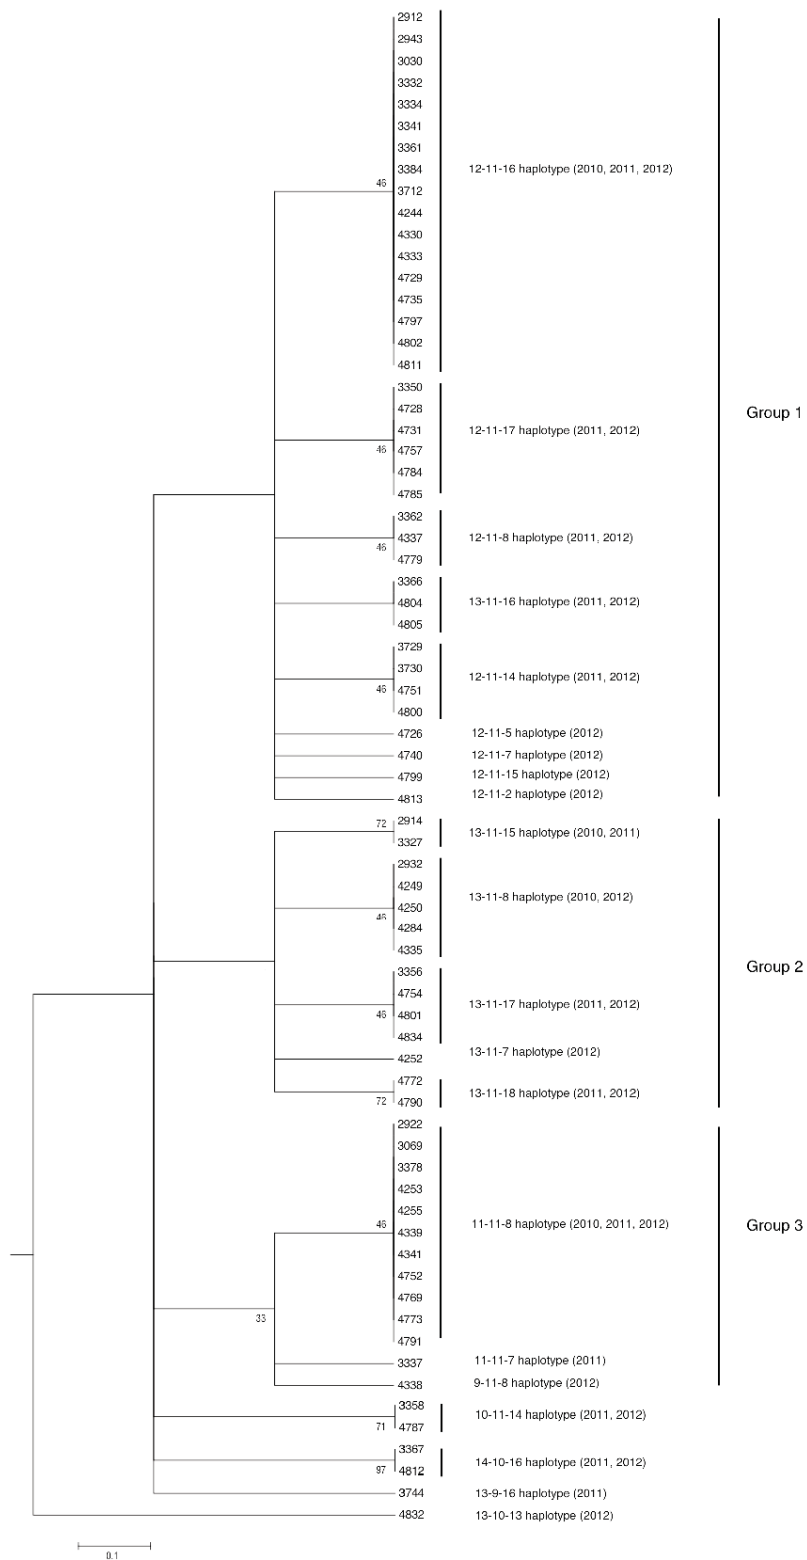 2912
2943
3030
3332
3334
3341
3361
3384 12-11-16 haplotype (2010, 2011, 2012)
46
3712
4244
4330
4333
4729
4735
4797
4802
4811
3350
4728
Group 1
4731 12-11-17 haplotype (2011, 2012)
46 4757
4784
4785
3362
4337 12-11-8 haplotype (2011, 2012)
46
4779
3366
4804 13-11-16 haplotype (2011, 2012)
4805
3729
3730
12-11-14 haplotype (2011, 2012)
46 4751
4800
4726 12-11-5 haplotype (2012)
4740 12-11-7 haplotype (2012)
4799 12-11-15 haplotype (2012)
4813 12-11-2 haplotype (2012)
72 2914
13-11-15 haplotype (2010, 2011)
3327
2932
4249
13-11-8 haplotype (2010, 2012)
4250
46
4284
4335
Group 2
3356
4754
13-11-17 haplotype (2011, 2012)
46 4801
4834
4252 13-11-7 haplotype (2012)
4772
13-11-18 haplotype (2011, 2012)
72 4790
2922
3069
3378
4253
4255
46
11-11-8 haplotype (2010, 2011, 2012) Group 3
4339
4341
4752
4769
4773
33
4791
3337 11-11-7 haplotype (2011)
4338 9-11-8 haplotype (2012)
3358
10-11-14 haplotype (2011, 2012)
71 4787
3367
14-10-16 haplotype (2011, 2012)
97 4812
3744 13-9-16 haplotype (2011)
4832 13-10-13 haplotype (2012)
0.1